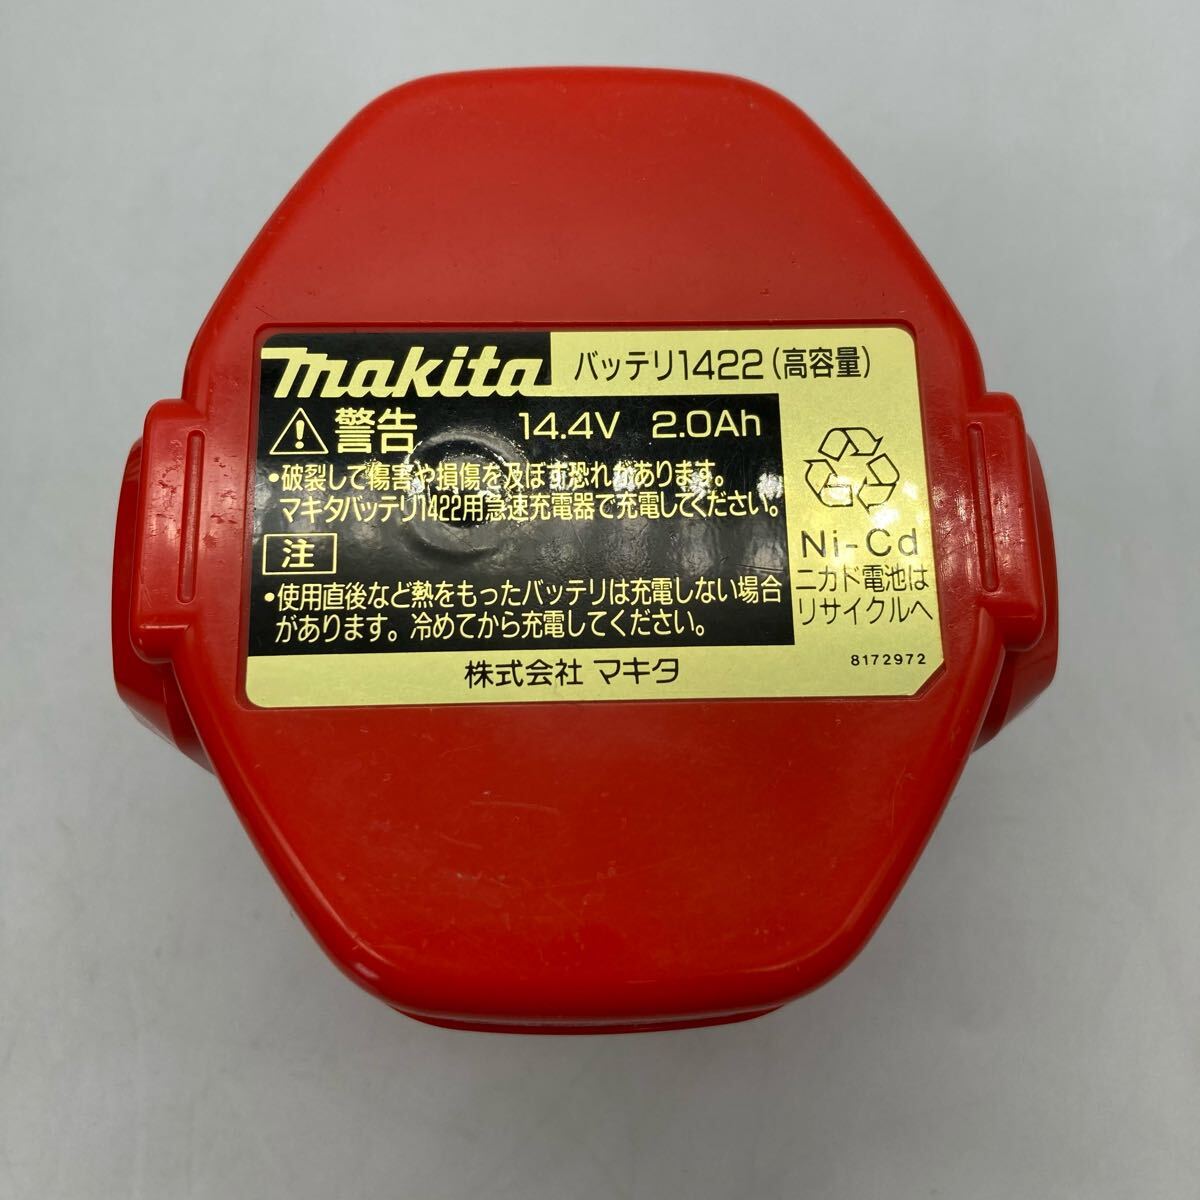 makita バッテリ1422(高容量)
警告 14.4V 2.0Ah
•破裂して傷害や損傷を及ぼす恐れがあります。
マキタバッテリ1422用急速充電器で充電してください。
注
•使用直後など熱をもったバッテリは充電しない場合
があります。冷めてから充電してください。
Ni-Cd
ニカド電池は
リサイクルへ
株式会社 マキタ
8172972